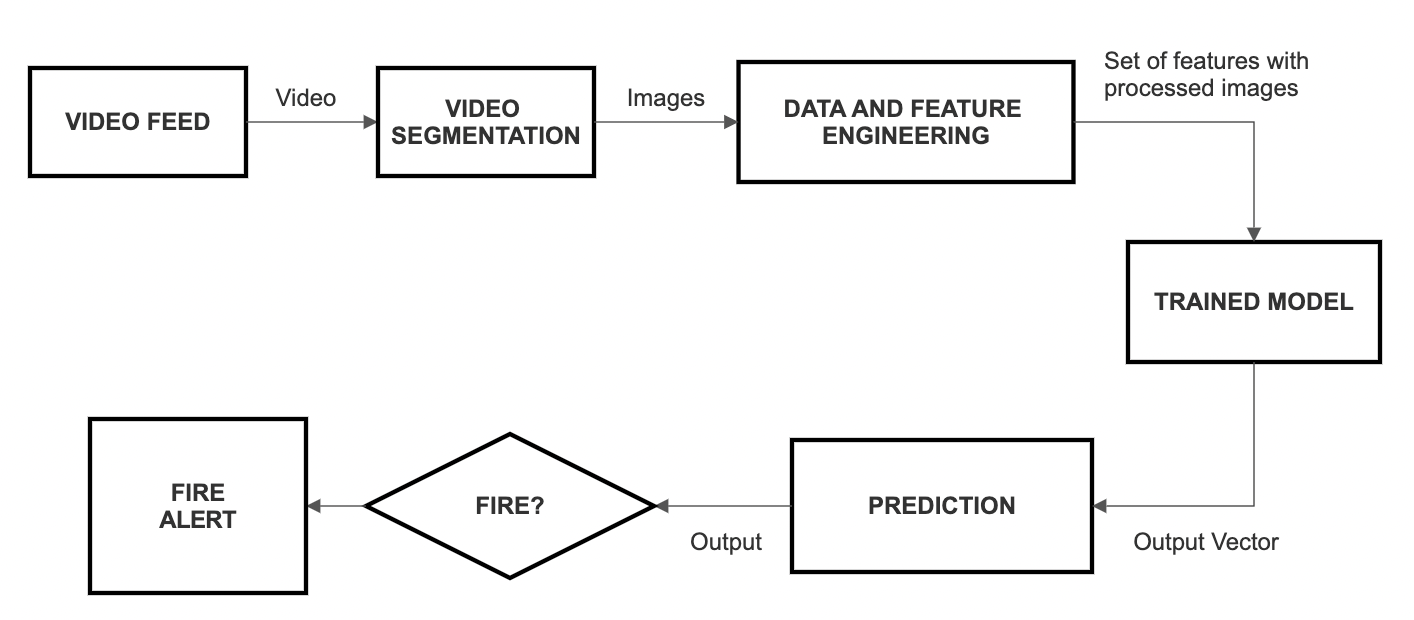 VIDEO FEED
Video
VIDEO
SEGMENTATION
Images
DATA AND FEATURE
ENGINEERING
Set of features with
processed images
TRAINED MODEL
Output Vector
PREDICTION
Output
FIRE?
FIRE
ALERT